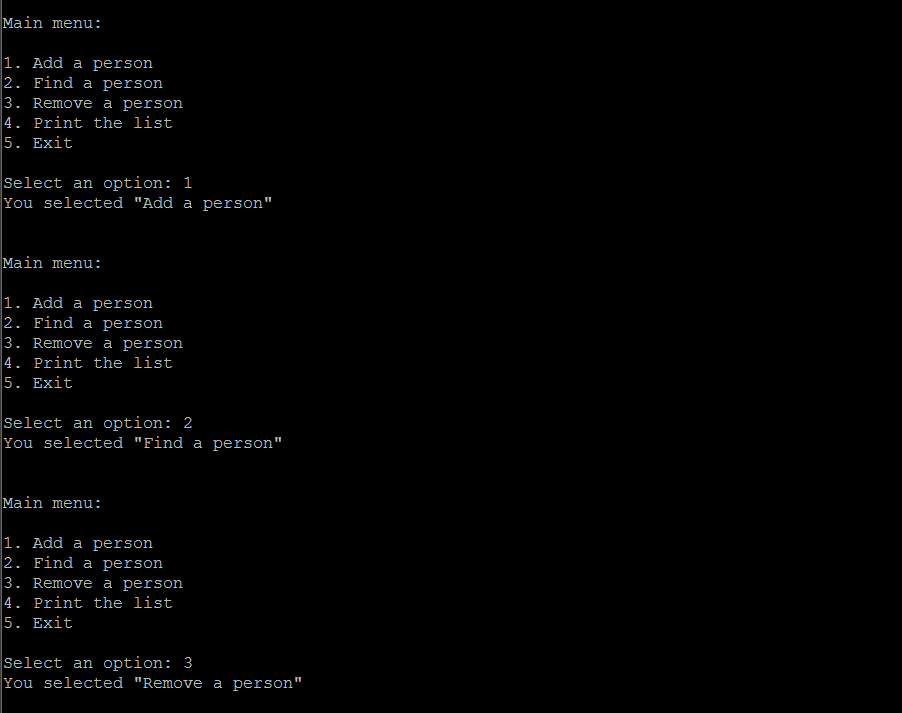 Main menu:
1. Add a person
2. Find a person
3. Remove a person
4. Print the list
5. Exit
Select an option: 1
You selected "Add a person"
Main menu:
1. Add a person
2. Find a person
3. Remove a person
4. Print the list
5. Exit
Select an option: 2
You selected "Find a person"
Main menu:
1. Add a person
2. Find a person
3. Remove a person
4. Print the list
5. Exit
Select an option: 3
You selected "Remove a person"